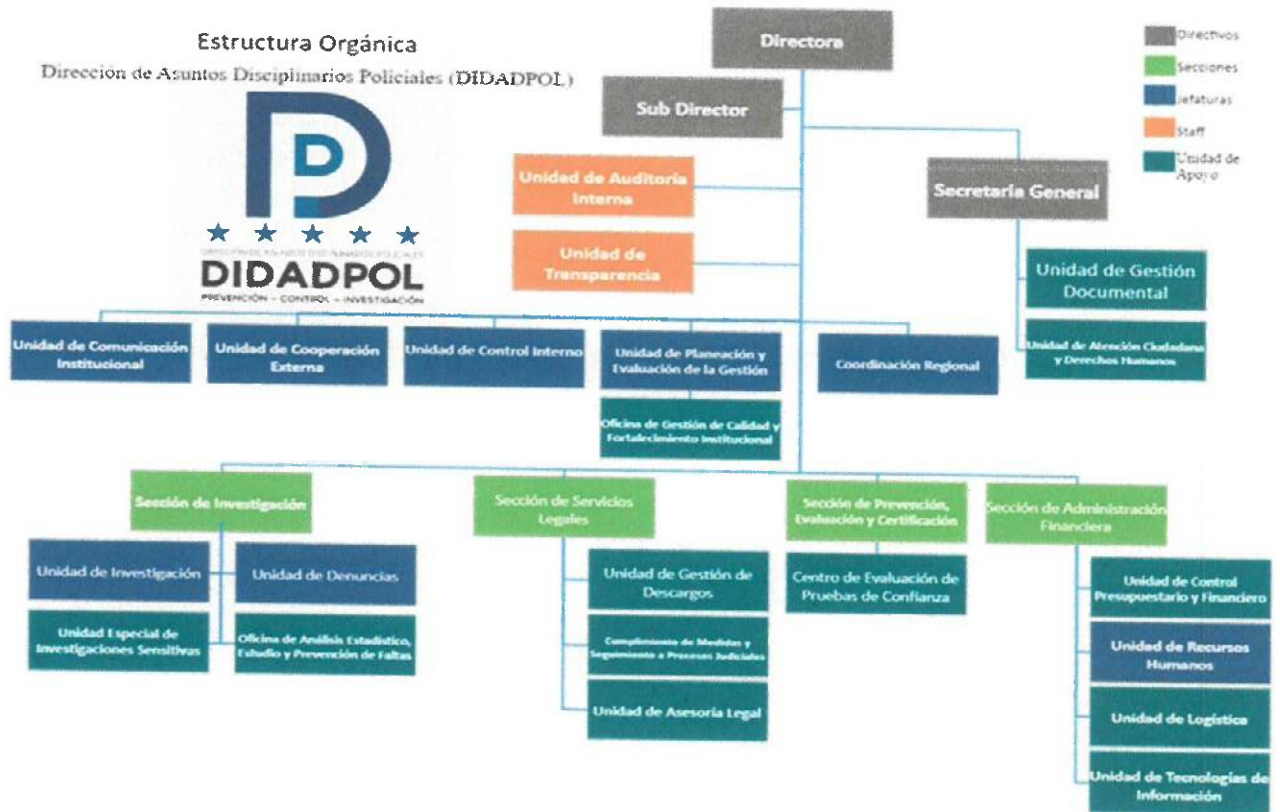 Estructura Orgánica
Dirección de Asuntos Disciplinarios Policiales (DIDADPOL)
DIRECCIÓN DE ASUNTOS DISCIPLINARIOS POLICIALES
DIDADPOL
PREVENCIÓN – CONTROL – INVESTIGACIÓN
Directora
Sub Director
Directivos
Secciones
Jefaturas
Staff
Unidad de
Apoyo
Unidad de Auditoría
Interna
Unidad de
Transparencia
Secretaria General
Unidad de Gestión
Documental
Unidad de Atención Ciudadana
y Derechos Humanos
Unidad de Comunicación
Institucional
Unidad de Cooperación
Externa
Unidad de Control Interno
Unidad de Planeación y
Evaluación de la Gestión
Coordinación Regional
Oficina de Gestión de Calidad y
Fortalecimiento Institucional
Sección de Investigación
Unidad de Investigación
Unidad de Denuncias
Unidad Especial de
Investigaciones Sensitivas
Oficina de Análisis Estadístico,
Estudio y Prevención de Faltas
Sección de Servicios
Legales
Unidad de Gestión de
Descargos
Cumplimiento de Medidas y
Seguimiento a Procesos Judiciales
Unidad de Asesoría Legal
Sección de Prevención,
Evaluación y Certificación
Centro de Evaluación de
Pruebas de Confianza
Sección de Administración
Financiera
Unidad de Control
Presupuestario y Financiero
Unidad de Recursos
Humanos
Unidad de Logística
Unidad de Tecnologías de
Información